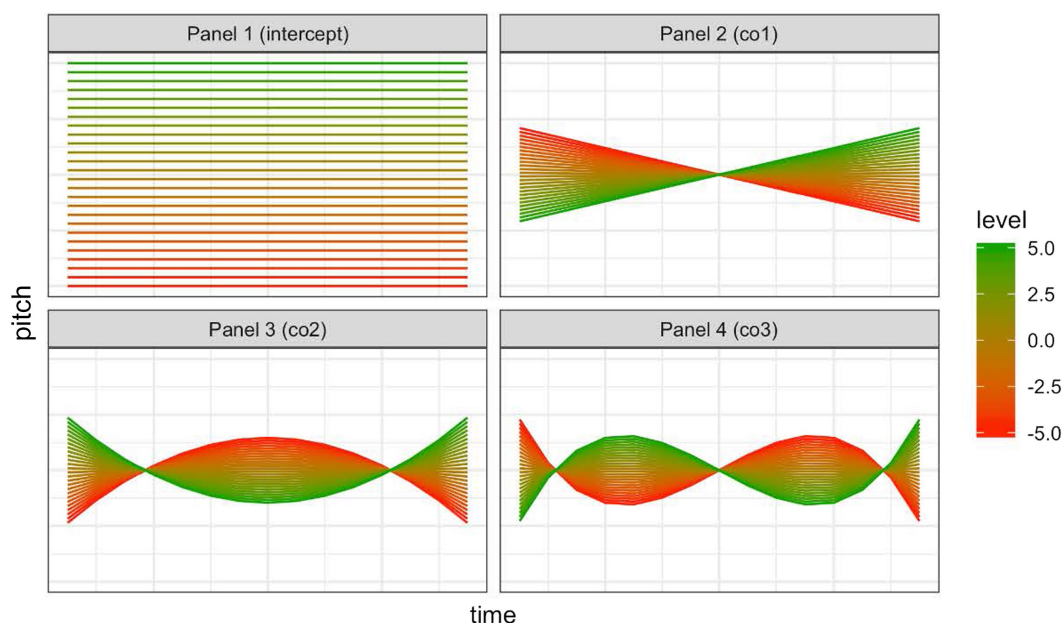 Panel 1 (intercept)
Panel 2 (co1)
Panel 3 (co2)
Panel 4 (co3)
pitch
time
level
5.0
2.5
0.0
-2.5
-5.0